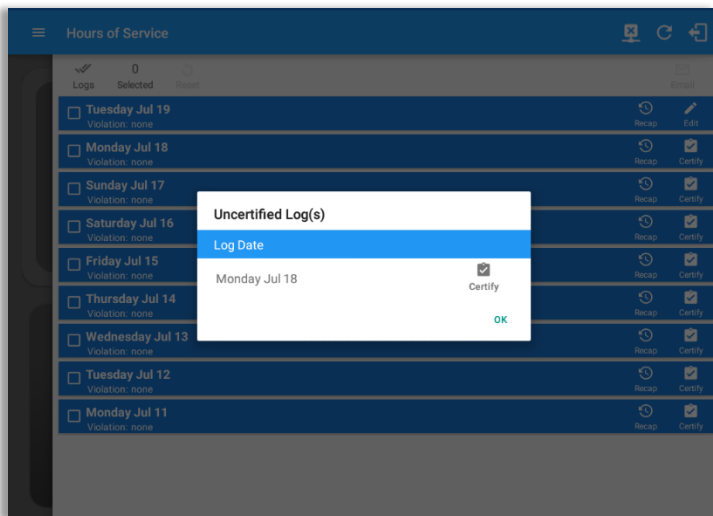 Hours of Service
Logs
0
Selected
Reset
Email
Tuesday Jul 19
Violation: none
Recap
Edit
Monday Jul 18
Violation: none
Recap
Certify
Sunday Jul 17
Violation: none
Recap
Certify
Saturday Jul 16
Violation: none
Recap
Certify
Friday Jul 15
Violation: none
Recap
Certify
Thursday Jul 14
Violation: none
Recap
Certify
Wednesday Jul 13
Violation: none
Recap
Certify
Tuesday Jul 12
Violation: none
Recap
Certify
Monday Jul 11
Violation: none
Recap
Certify
Uncertified Log(s)
Log Date
Monday Jul 18
Certify
OK